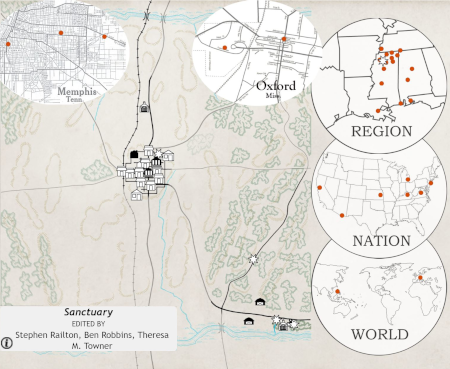 Memphis
Tenn
Oxford
Miss
REGION
NATION
WORLD
Sanctuary
EDITED BY
Stephen Railton, Ben Robbins, Theresa
M. Towner
i